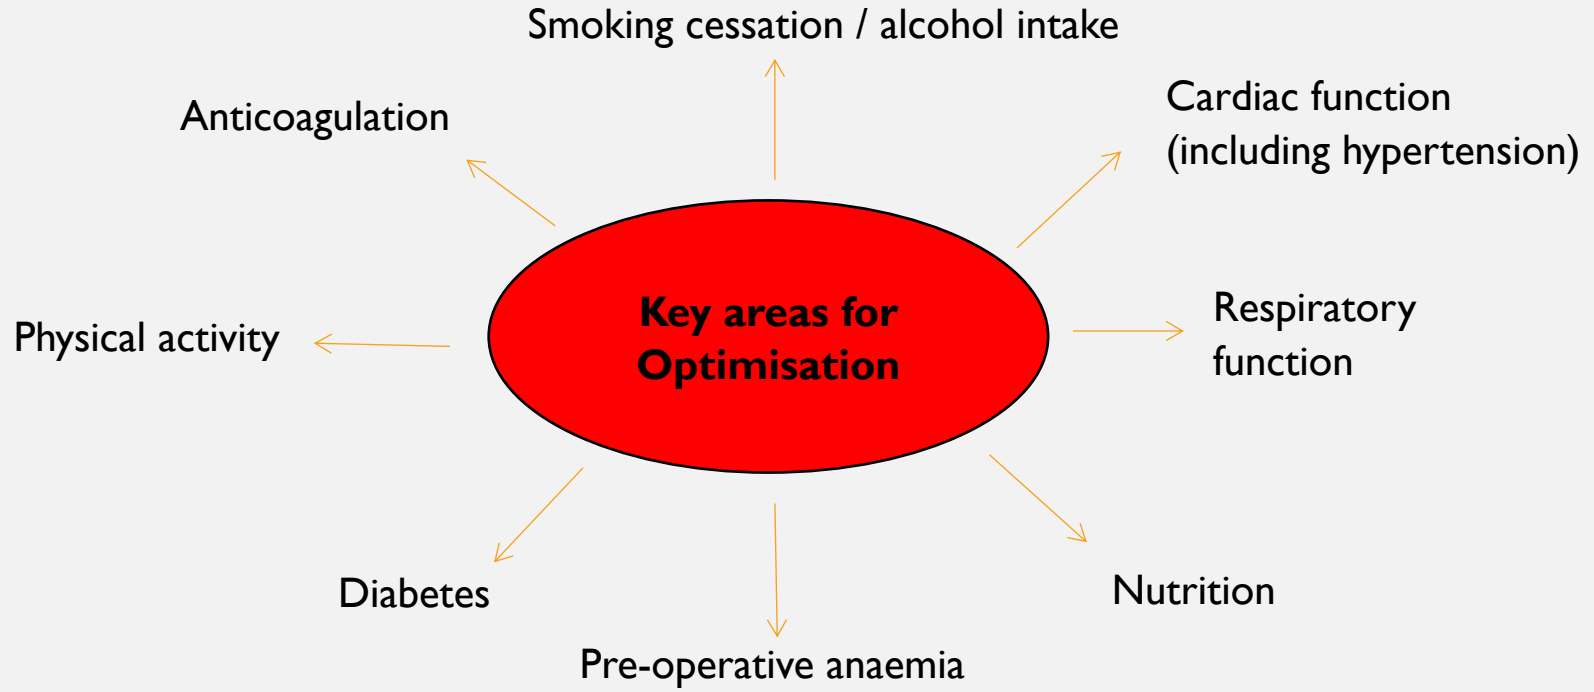 Smoking cessation / alcohol intake
Anticoagulation
Cardiac function
(including hypertension)
Key areas for
Optimisation
Physical activity
Respiratory
function
Diabetes
Nutrition
Pre-operative anaemia